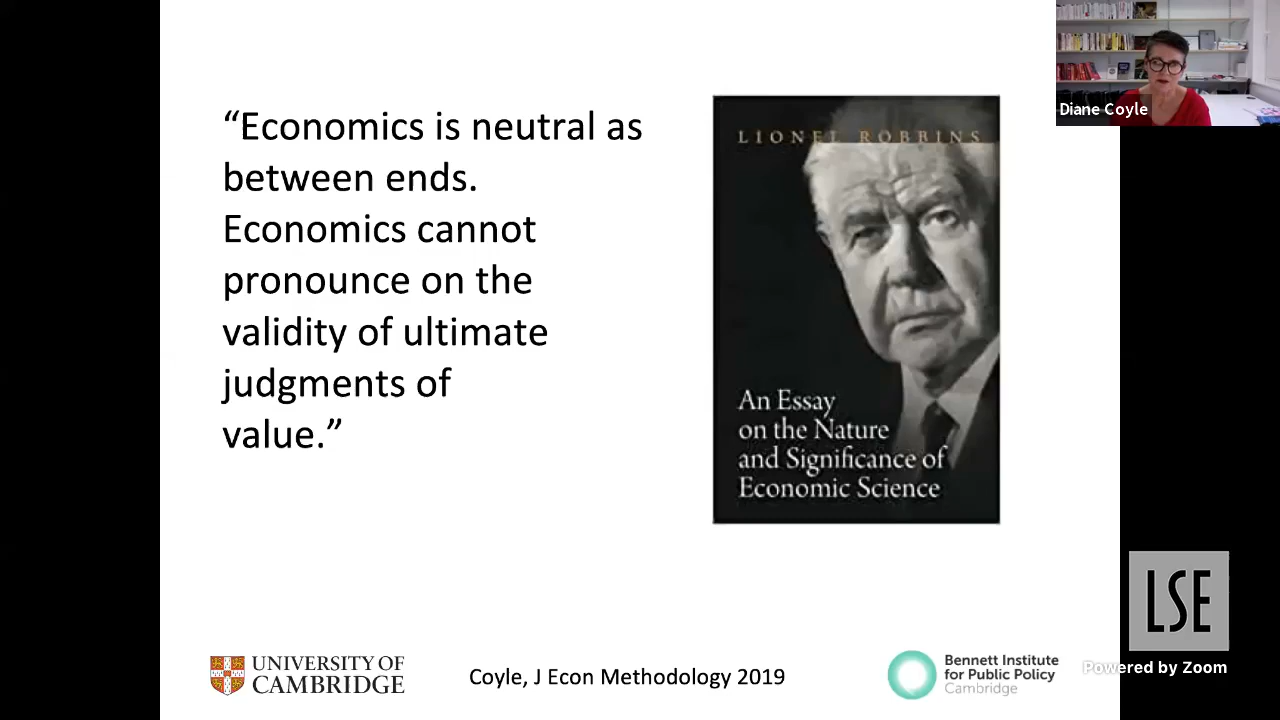 “Economics is neutral as
between ends.
Economics cannot
pronounce on the
validity of ultimate
judgments of
value.”
LIONEL ROBBINS
An Essay
on the Nature
and Significance of
Economic Science
Diane Coyle
UNIVERSITY OF
CAMBRIDGE
Coyle, J Econ Methodology 2019
Bennett Institute
for Public Policy
Cambridge
LSE
Powered by Zoom